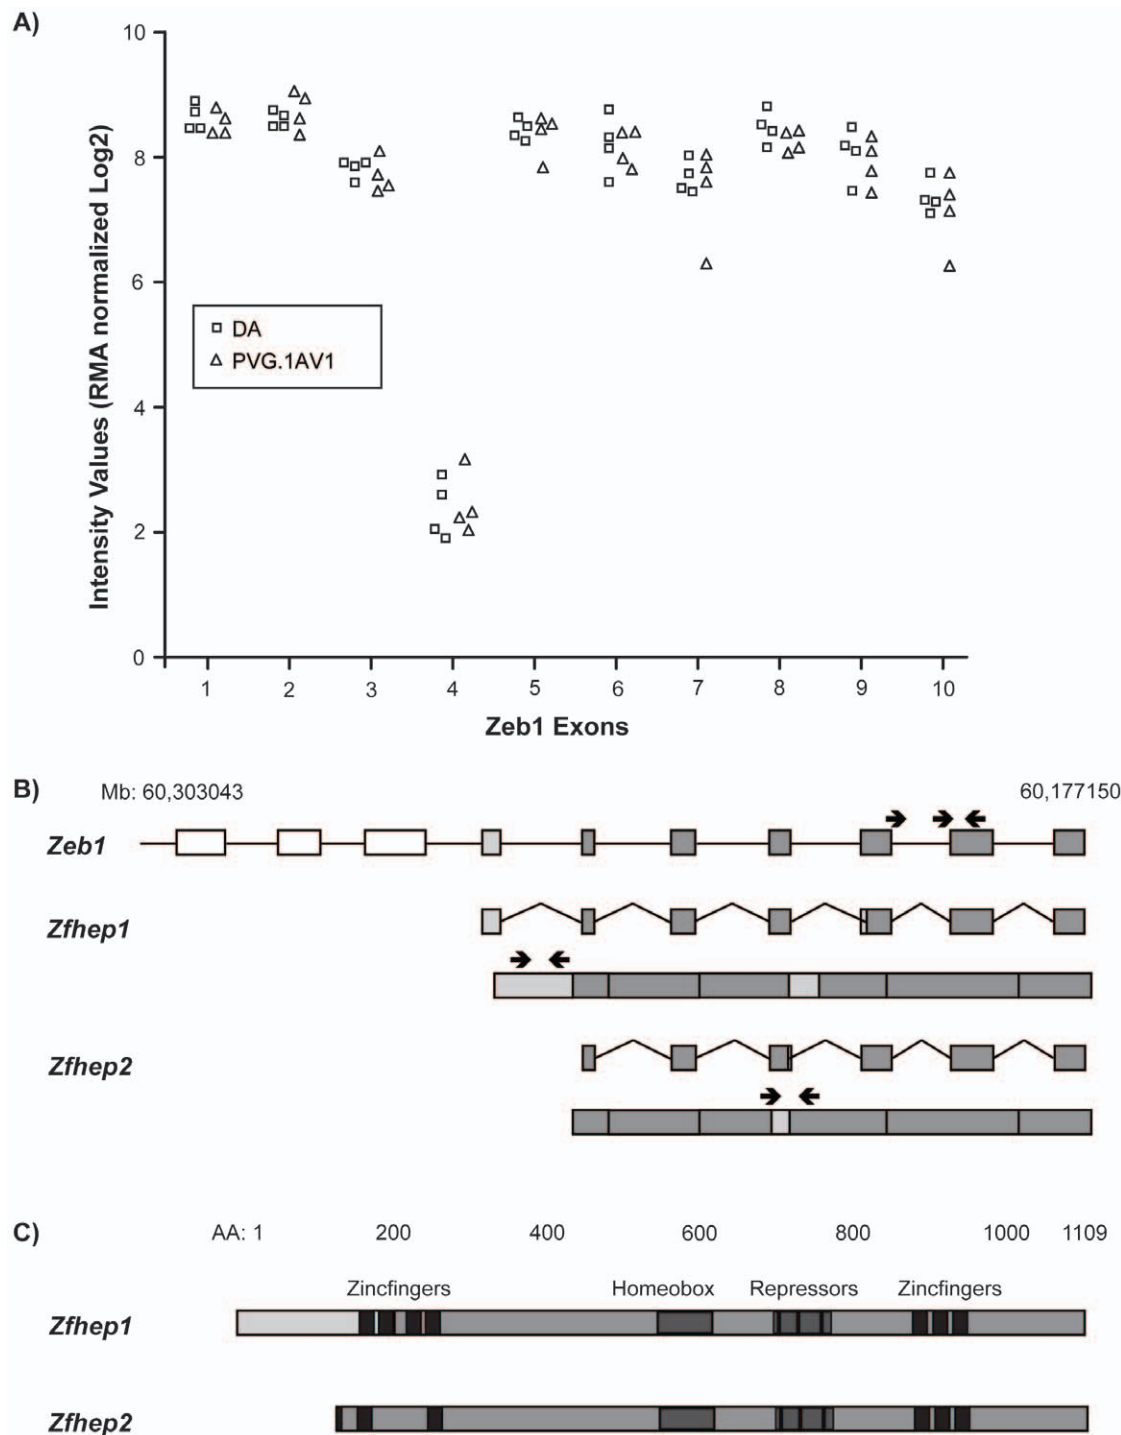 A)
Intensity Values (RMA normalized Log2)
10
8
6
4
2
0
DA
PVG.1AV1
1 2 3 4 5 6 7 8 9 10
Zeb1 Exons
B)
Mb: 60,303043 60,177150
Zeb1
Zfhep1
Zfhep2
C)
AA: 1 200 400 600 800 1000 1109
Zincfingers Homeobox Repressors Zincfingers
Zfhep1
Zfhep2